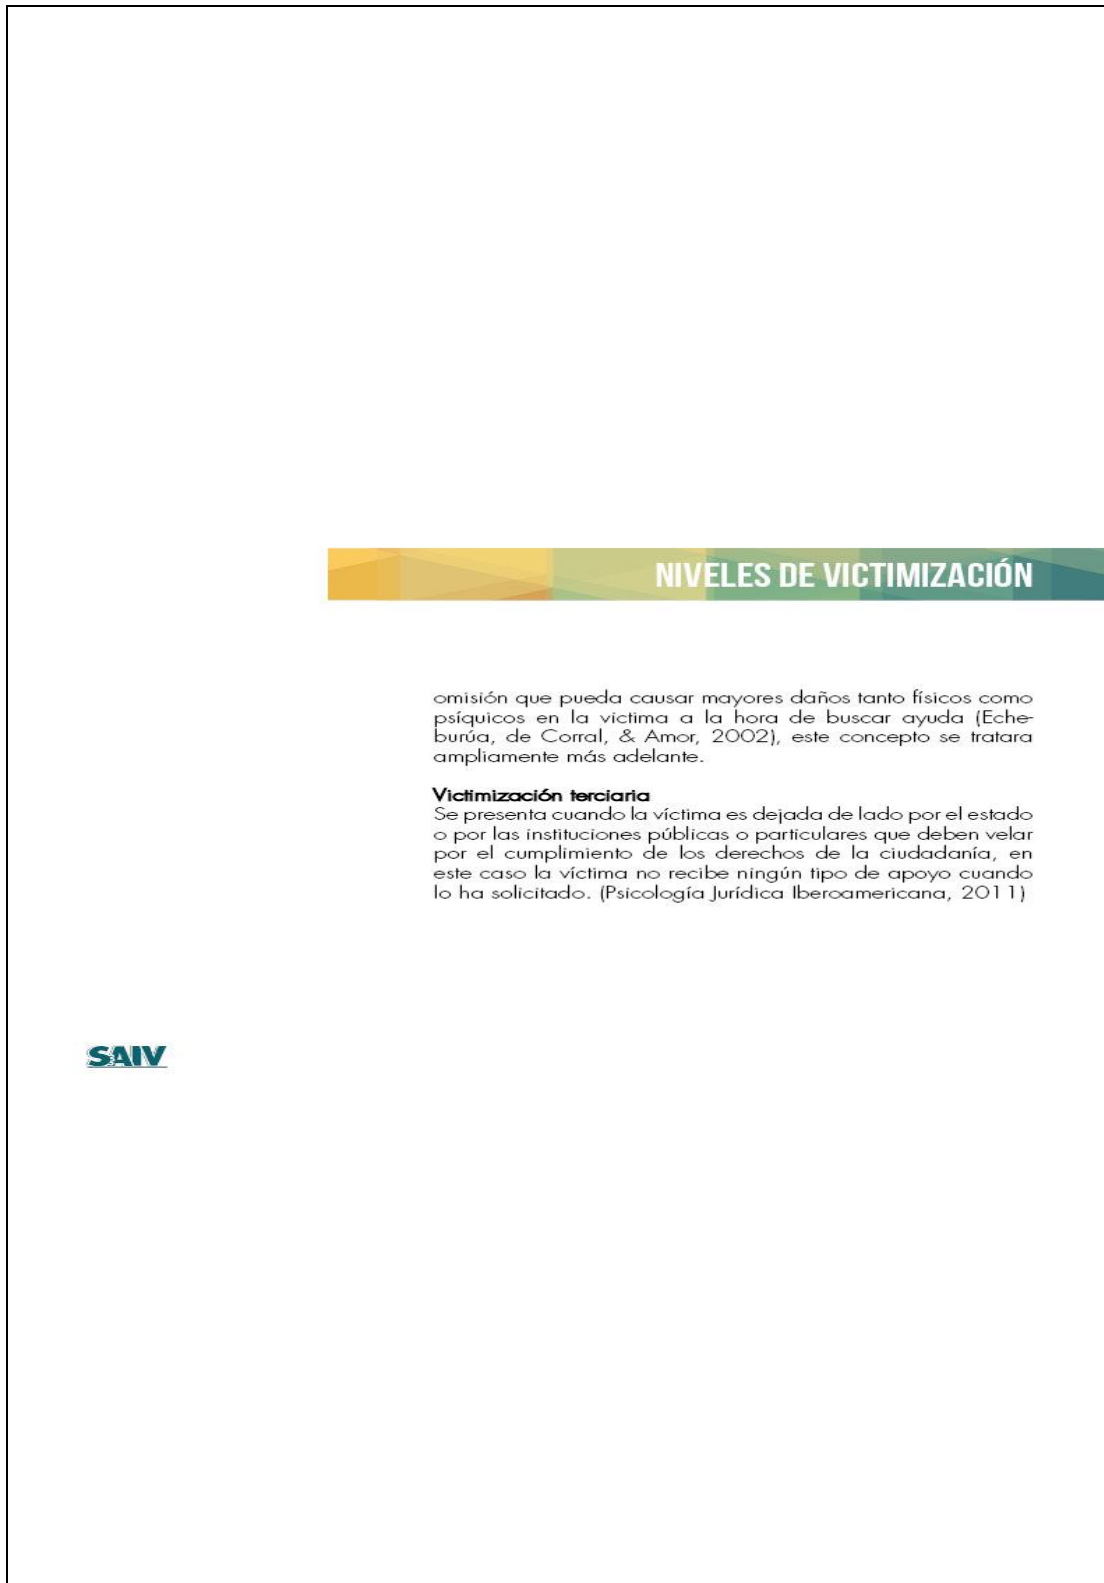 NIVELES DE VICTIMIZACIÓN
omisión que pueda causar mayores daños tanto físicos como
psíquicos en la victima a la hora de buscar ayuda (Eche-
burúa, de Corral, & Amor, 2002), este concepto se tratara
ampliamente más adelante.
Victimización terciaria
Se presenta cuando la víctima es dejada de lado por el estado
o por las instituciones públicas o particulares que deben velar
por el cumplimiento de los derechos de la ciudadanía, en
este caso la víctima no recibe ningún tipo de apoyo cuando
lo ha solicitado. (Psicología Jurídica Iberoamericana, 2011)
SAIV